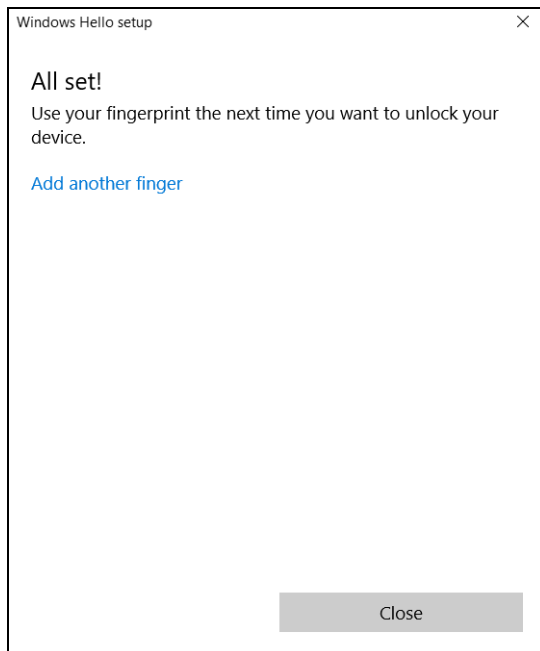 Windows Hello setup
All set!
Use your fingerprint the next time you want to unlock your
device.
Add another finger
Close